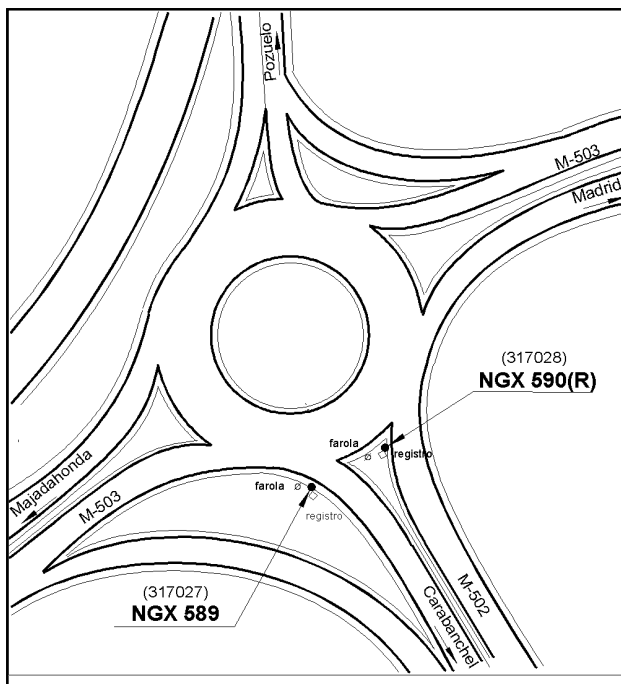 Pozuelo
M-503
Madrid
(317028)
NGX 590(R)
farola
registro
Majadahonda
M-503
farola
registro
(317027)
NGX 589
Carabanchel
M-502